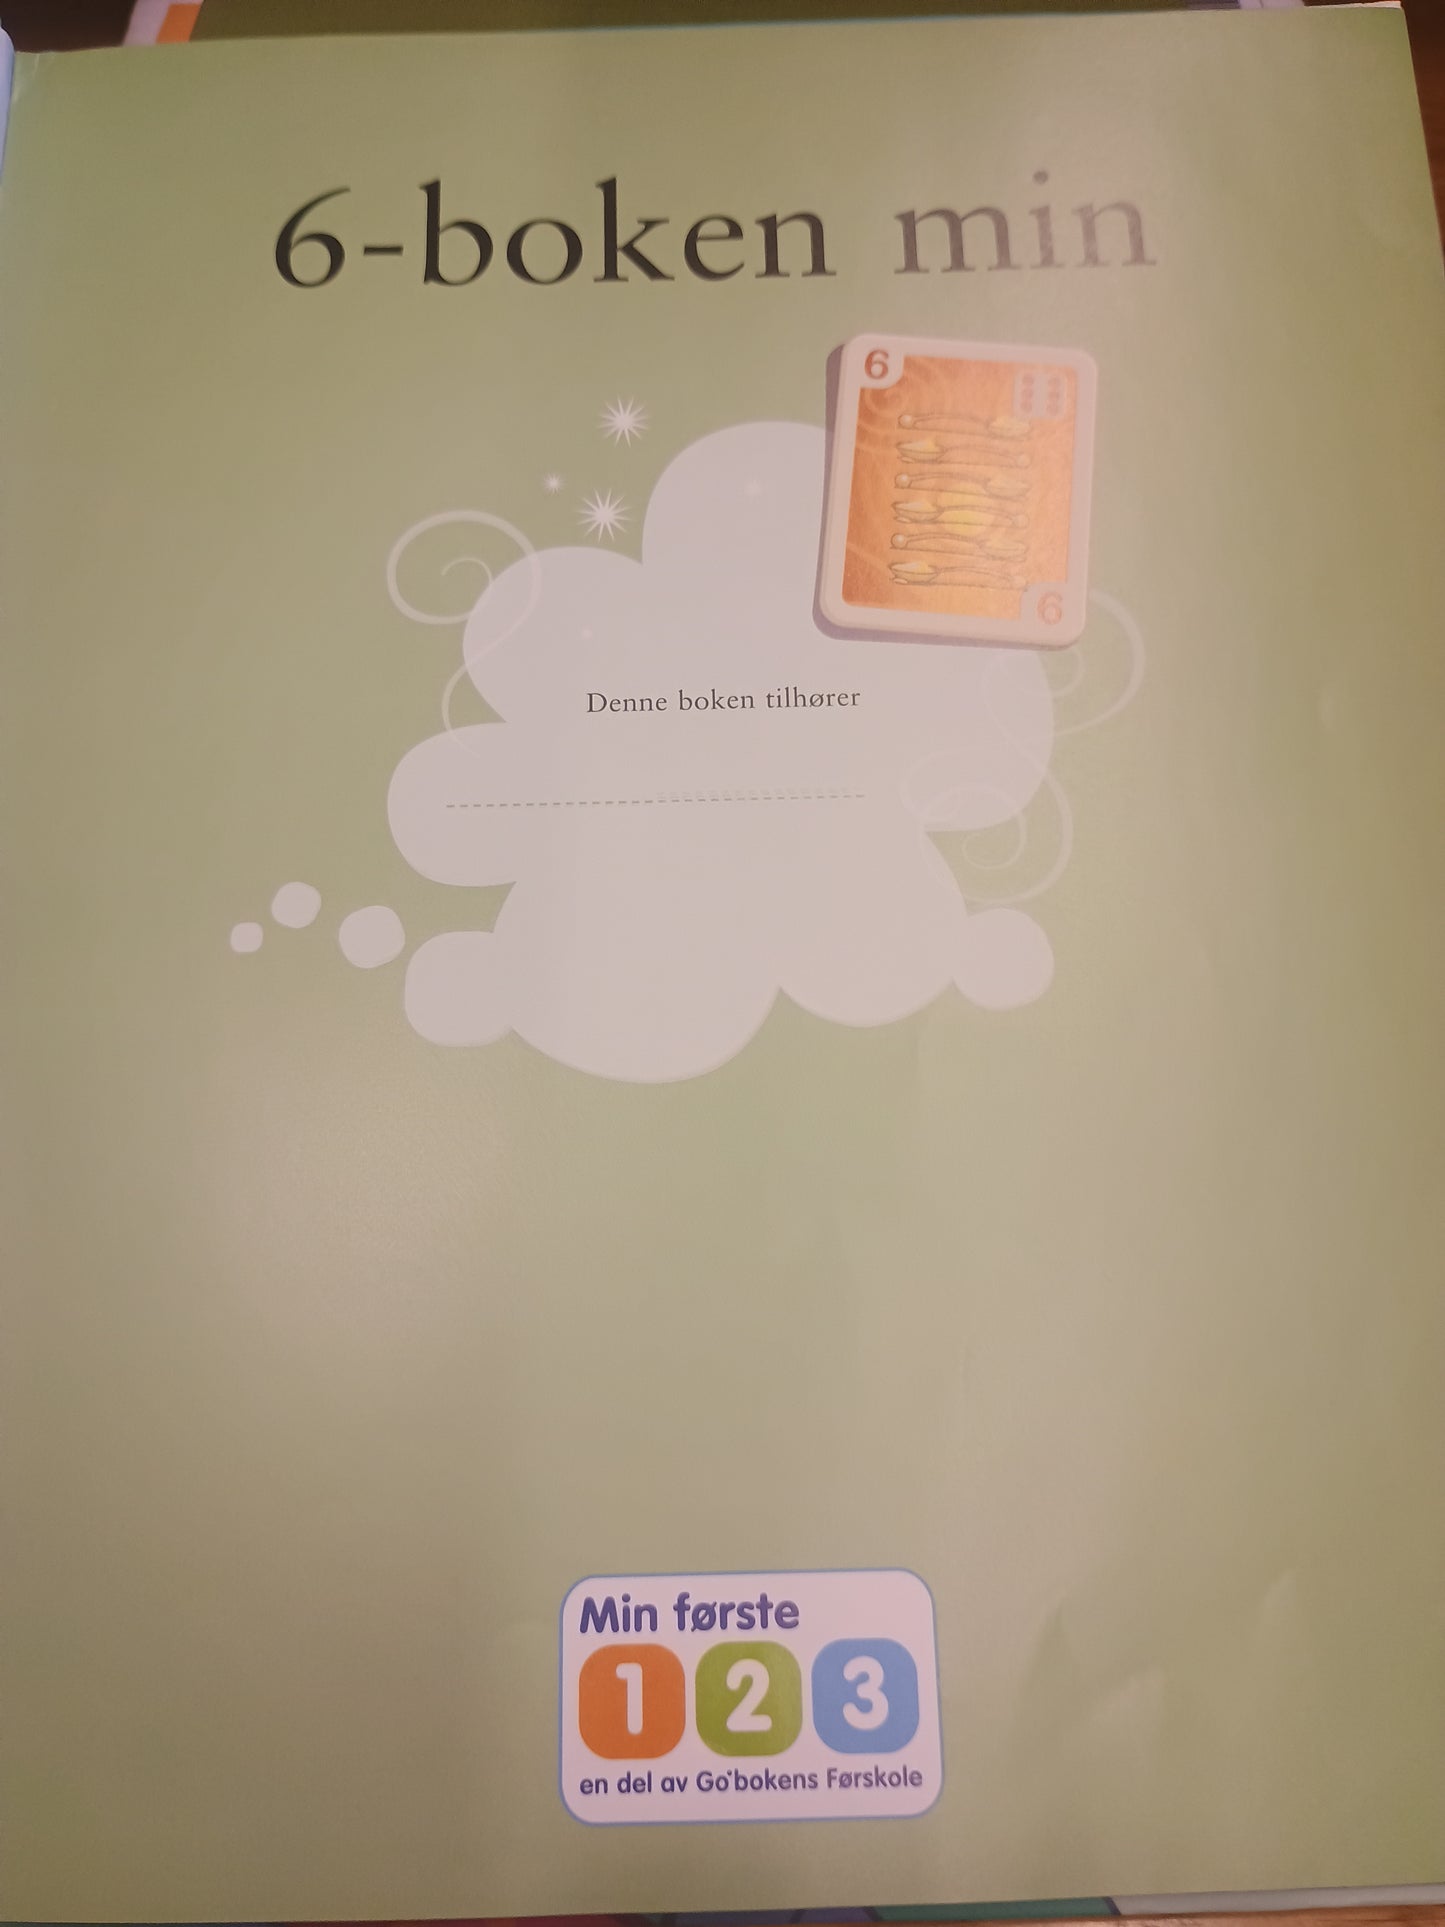 6-boken min
6
6
Denne boken tilhører
Min første
1 2 3
en del av Go'bokens Førskole